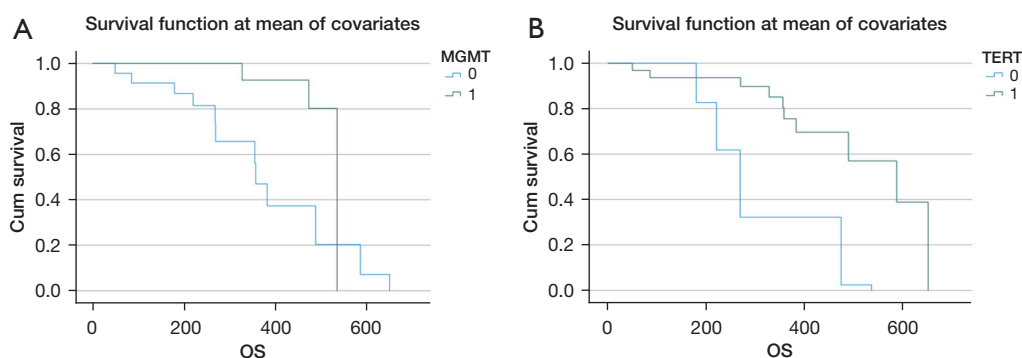 A
Survival function at mean of covariates
MGMT
0
1
1.0
0.8
0.6
0.4
0.2
0.0
Cum survival
0 200 400 600
OS
B
Survival function at mean of covariates
TERT
0
1
1.0
0.8
0.6
0.4
0.2
0.0
Cum survival
0 200 400 600
OS